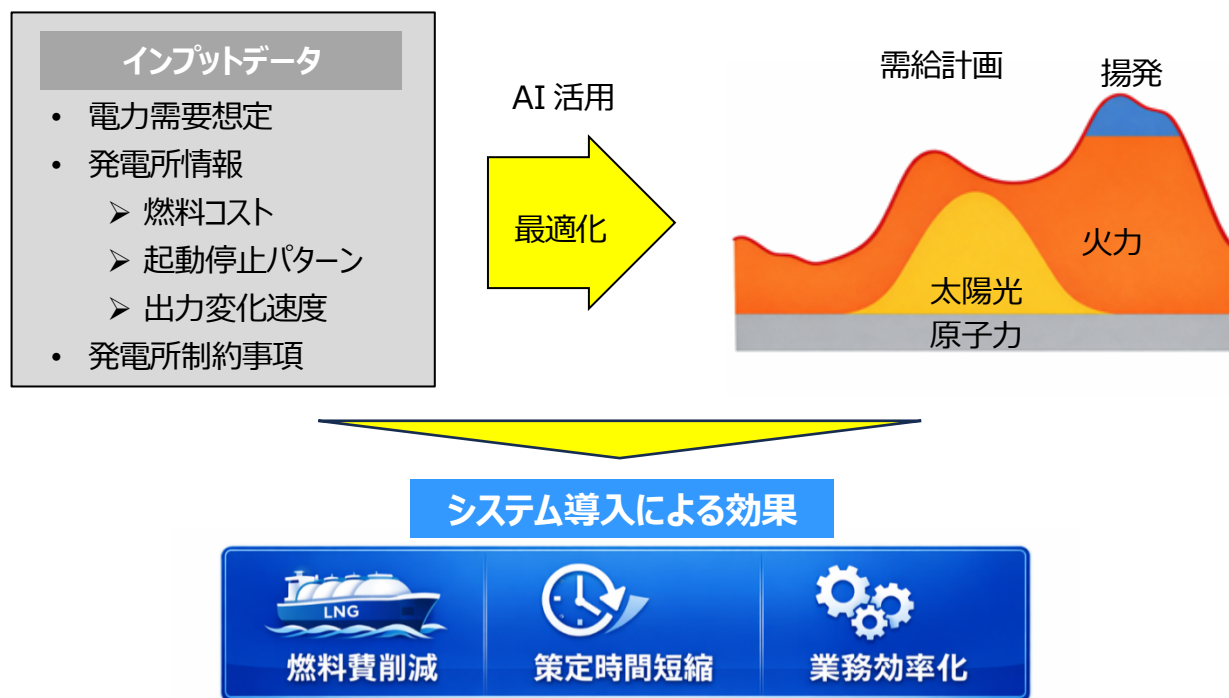 インプットデータ
• 電力需要想定
• 発電所情報
➢ 燃料コスト
➢ 起動停止パターン
➢ 出力変化速度
• 発電所制約事項
AI 活用
最適化
需給計画
揚発
火力
太陽光
原子力
システム導入による効果
LNG
燃料費削減
策定時間短縮
業務効率化